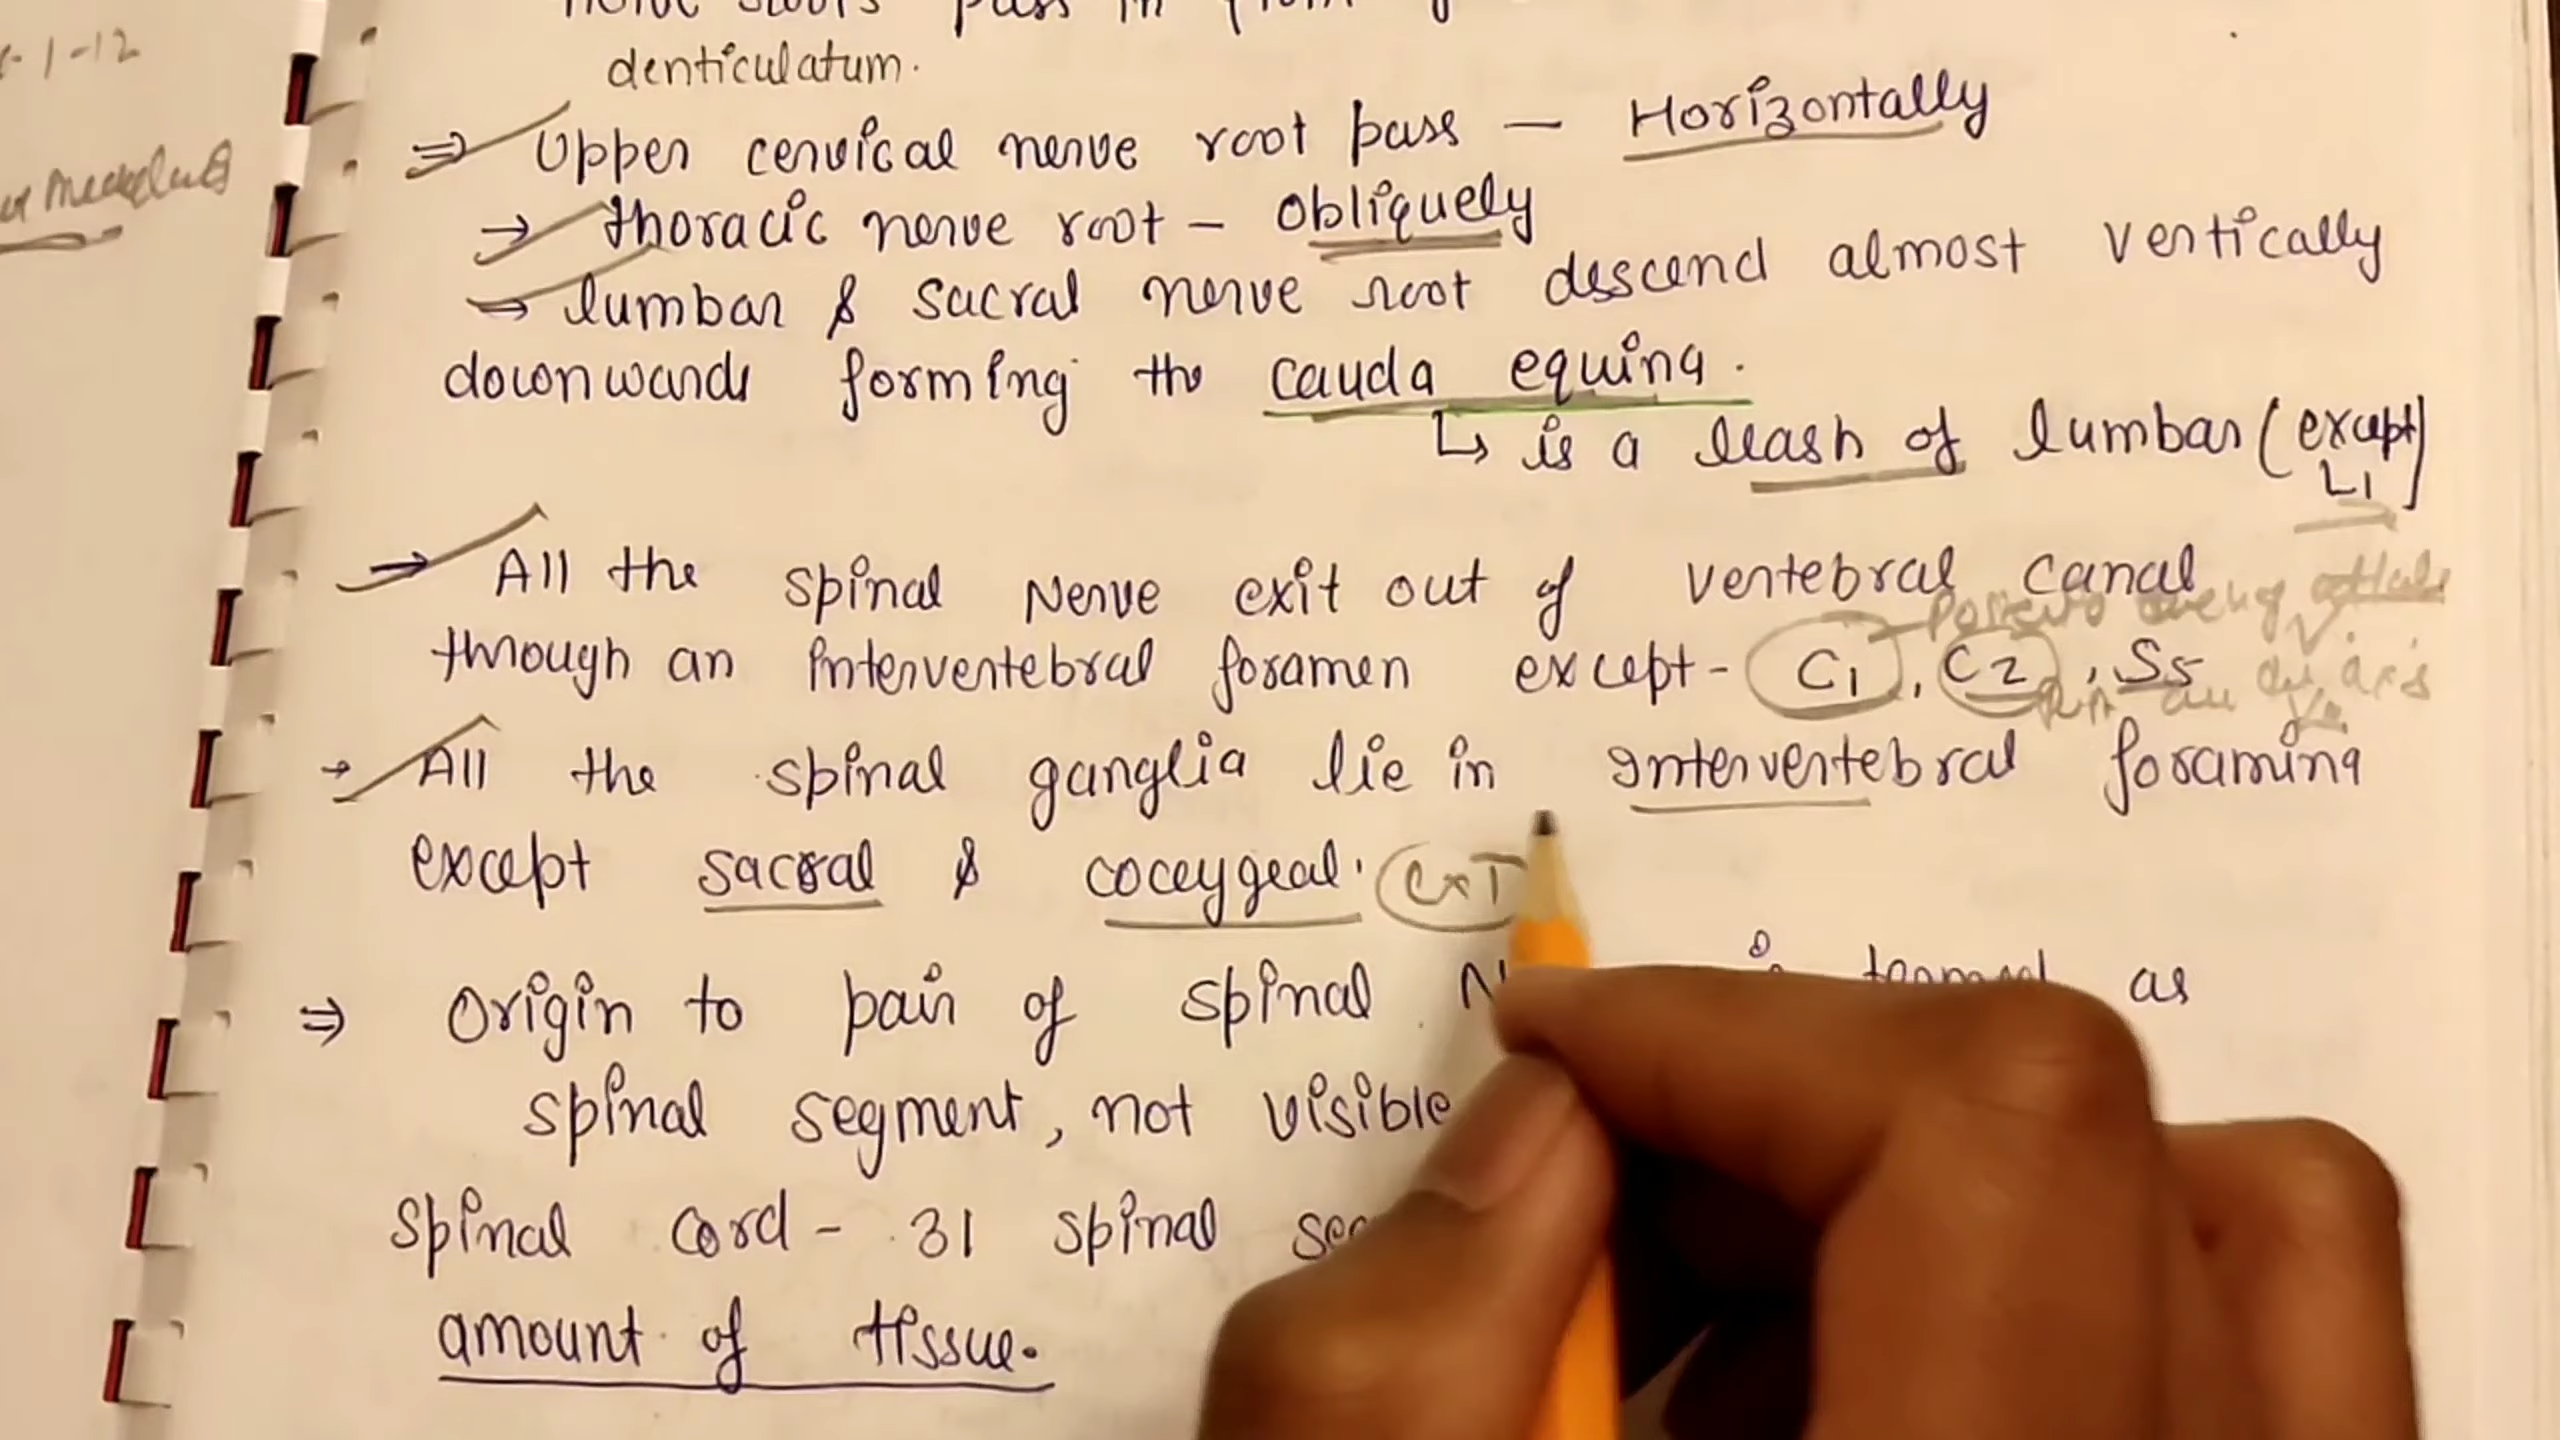 1-12
denticulatum.
⇒ Upper cervical nerve root pass — Horizontally
→ thoracic nerve root - obliquely
→ lumbar & sacral nerve root descend almost vertically
downwards forming the cauda equina.
↳ is a leash of lumbar (except L1)
→ All the spinal Nerve exit out of vertebral canal
through an intervertebral foramen except - C1, C2, S5
→ All the spinal ganglia lie in intervertebral foramina
except sacral & coccygeal.
⇒ Origin to pair of spinal as
spinal segment, not visible
Spinal cord - 31 spinal
amount of tissue.